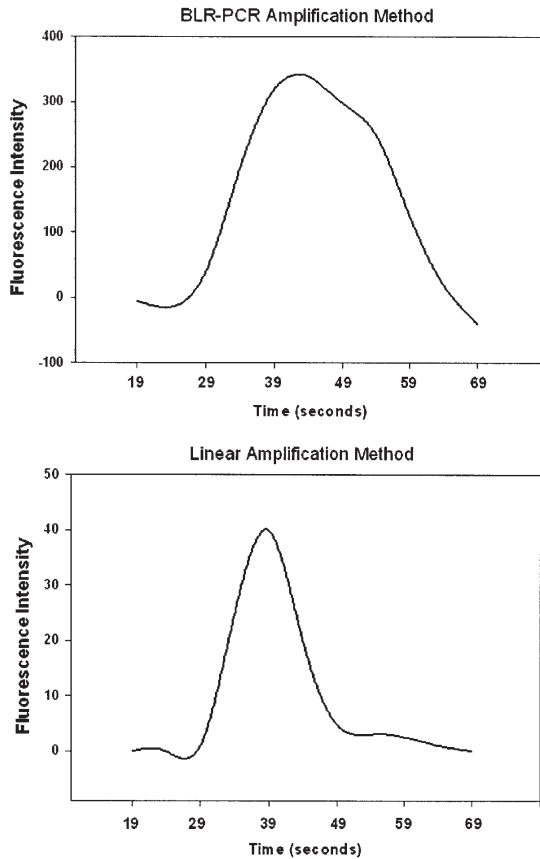 BLR-PCR Amplification Method
Fluorescence Intensity
400
300
200
100
0
-100
19 29 39 49 59 69
Time (seconds)
Linear Amplification Method
Fluorescence Intensity
50
40
30
20
10
0
19 29 39 49 59 69
Time (seconds)